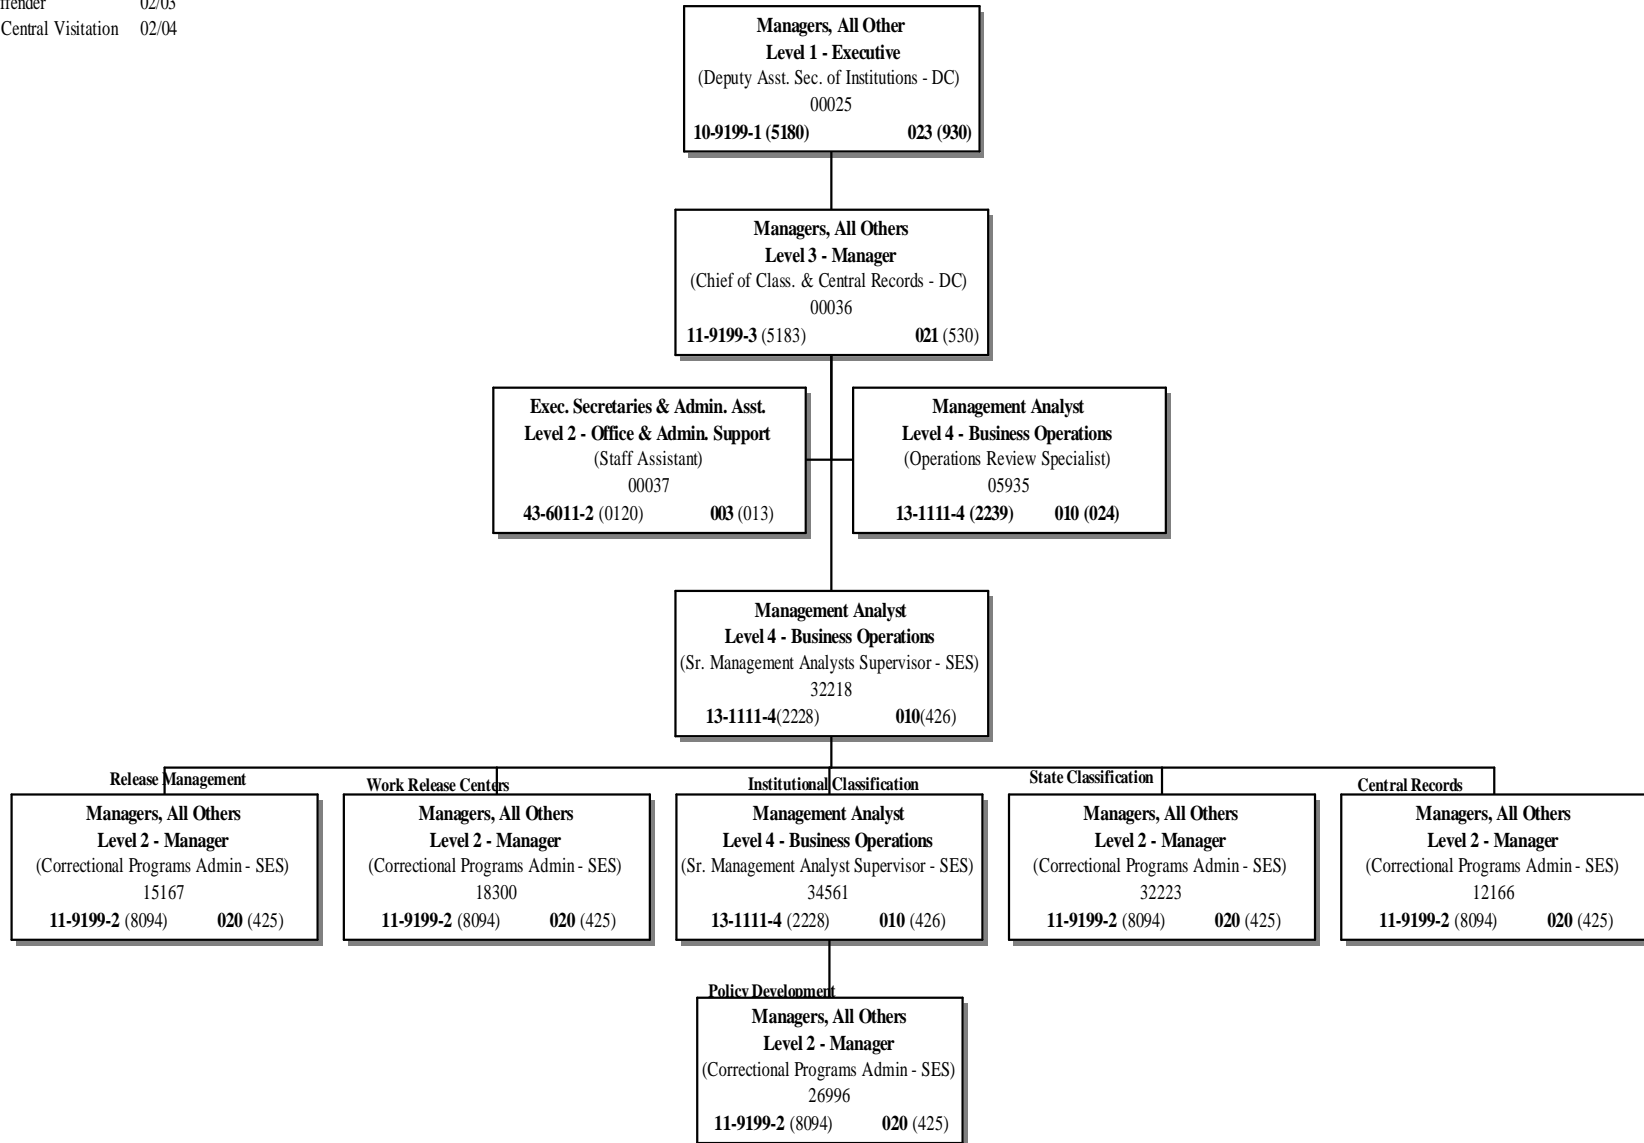 Central Visitation 02/04
02/03
Managers, All Other
Level 1 - Executive
(Deputy Asst. Sec. of Institutions - DC)
00025
10-9199-1 (5180) 023 (930)
Managers, All Others
Level 3 - Manager
(Chief of Class. & Central Records - DC)
00036
11-9199-3 (5183) 021 (530)
Exec. Secretaries & Admin. Asst.
Level 2 - Office & Admin. Support
(Staff Assistant)
00037
43-6011-2 (0120) 003 (013)
Management Analyst
Level 4 - Business Operations
(Operations Review Specialist)
05935
13-1111-4 (2239) 010 (024)
Management Analyst
Level 4 - Business Operations
(Sr. Management Analysts Supervisor - SES)
32218
13-1111-4(2228) 010(426)
Release Management
Managers, All Others
Level 2 - Manager
(Correctional Programs Admin - SES)
15167
11-9199-2 (8094) 020 (425)
Work Release Centers
Managers, All Others
Level 2 - Manager
(Correctional Programs Admin - SES)
18300
11-9199-2 (8094) 020 (425)
Institutional Classification
Management Analyst
Level 4 - Business Operations
(Sr. Management Analyst Supervisor - SES)
34561
13-1111-4 (2228) 010 (426)
State Classification
Managers, All Others
Level 2 - Manager
(Correctional Programs Admin - SES)
32223
11-9199-2 (8094) 020 (425)
Central Records
Managers, All Others
Level 2 - Manager
(Correctional Programs Admin - SES)
12166
11-9199-2 (8094) 020 (425)
Policy Development
Managers, All Others
Level 2 - Manager
(Correctional Programs Admin - SES)
26996
11-9199-2 (8094) 020 (425)